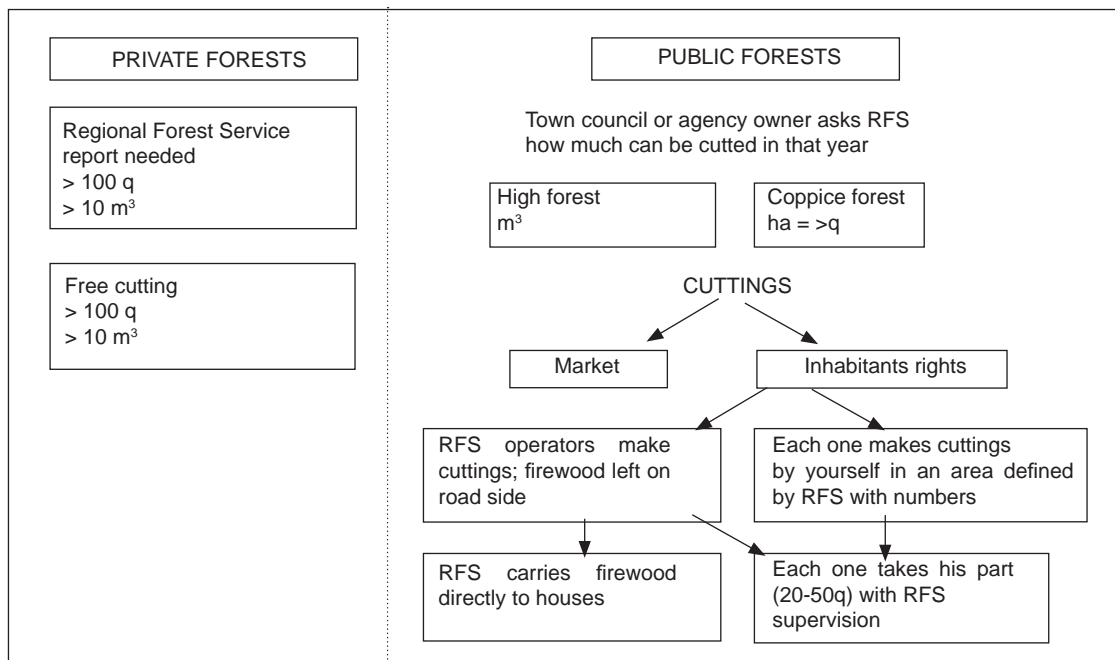 PRIVATE FORESTS
Regional Forest Service
report needed
> 100 q
> 10 m³
Free cutting
> 100 q
> 10 m³
PUBLIC FORESTS
Town council or agency owner asks RFS
how much can be cutted in that year
High forest
m³
Coppice forest
ha = >q
CUTTINGS
Market
Inhabitants rights
RFS operators make
cuttings; firewood left on
road side
Each one makes cuttings
by yourself in an area defined
by RFS with numbers
RFS carries firewood
directly to houses
Each one takes his part
(20-50q) with RFS
supervision